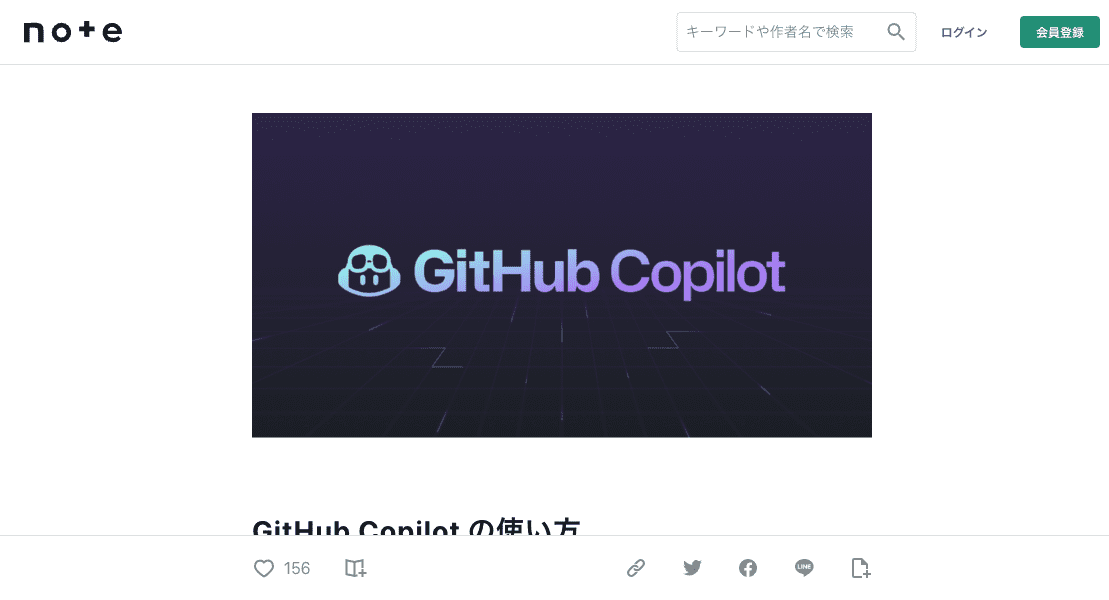 note
キーワードや作者名で検索
ログイン
会員登録
GitHub Copilot
GitHub Copilot の使い方
156
LINE